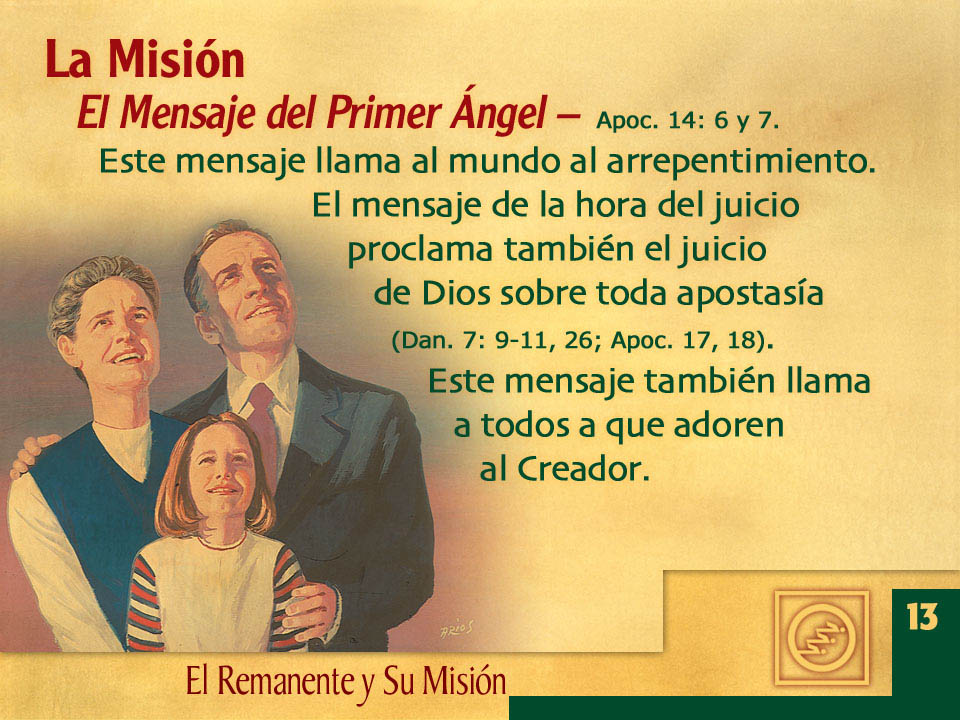 La Misión
El Mensaje del Primer Ángel – Apoc. 14: 6 y 7.
Este mensaje llama al mundo al arrepentimiento.
El mensaje de la hora del juicio
proclama también el juicio
de Dios sobre toda apostasía
(Dan. 7: 9-11, 26; Apoc. 17, 18).
Este mensaje también llama
a todos a que adoren
al Creador.
ARIOS
13
El Remanente y Su Misión